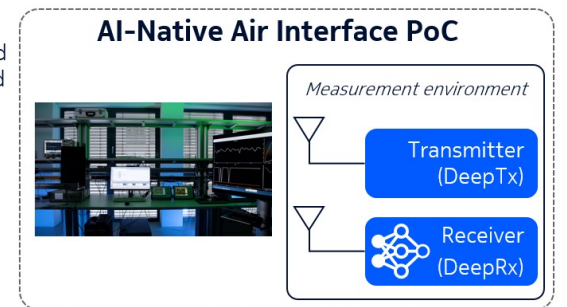 AI-Native Air Interface PoC
d
d
Measurement environment
Transmitter
(DeepTx)
Receiver
(DeepRx)